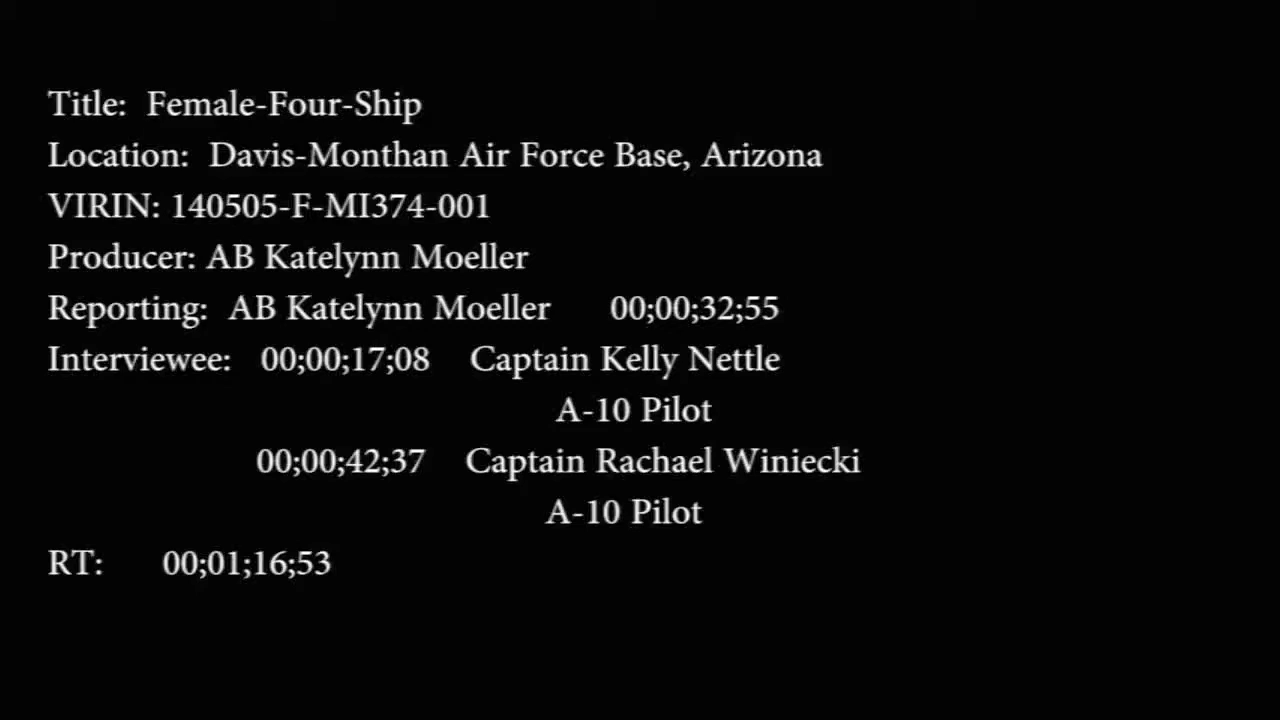 Title: Female-Four-Ship
Location: Davis-Monthan Air Force Base, Arizona
VIRIN: 140505-F-MI374-001
Producer: AB Katelynn Moeller
Reporting: AB Katelynn Moeller 00;00;32;55
Interviewee: 00;00;17;08 Captain Kelly Nettle
A-10 Pilot
00;00;42;37 Captain Rachael Winiecki
A-10 Pilot
RT: 00;01;16;53